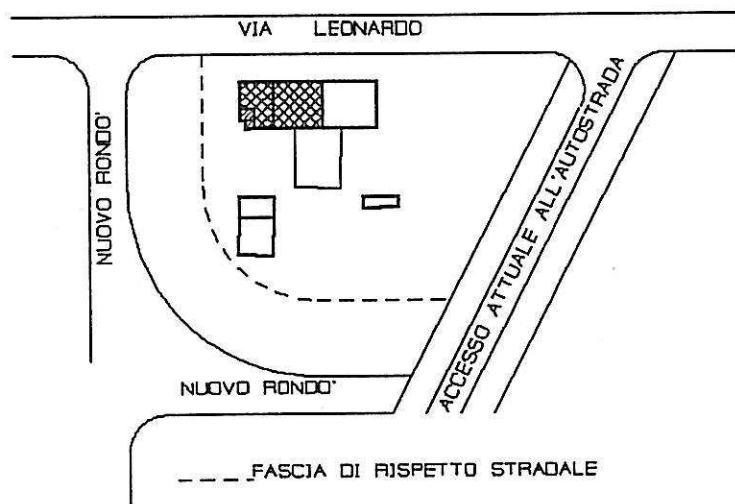 VIA LEONARDO
NUOVO RONDO'
ACCESSO ATTUALE ALL'AUTOSTRADA
NUOVO RONDO'
FASCIA DI RISPETTO STRADALE